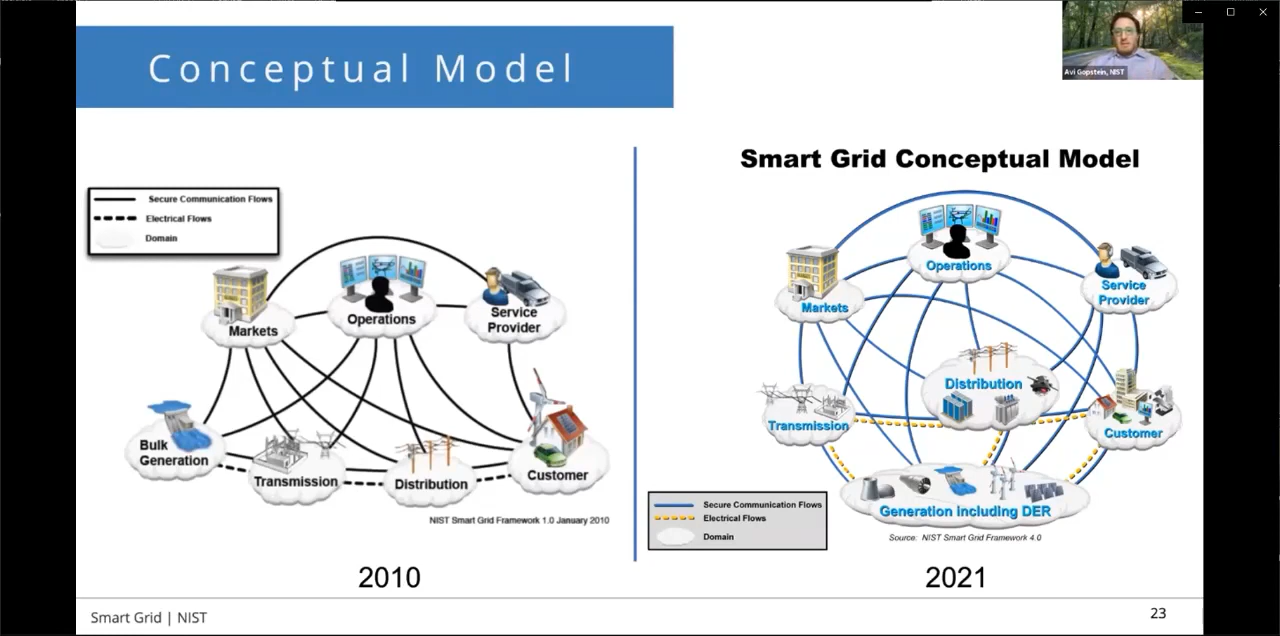 Conceptual Model
Avi Gopstein, NIST
Secure Communication Flows
Electrical Flows
Domain
Markets
Operations
Service
Provider
Bulk
Generation
Transmission
Distribution
Customer
NIST Smart Grid Framework 1.0 January 2010
2010
Smart Grid Conceptual Model
Operations
Markets
Service
Provider
Distribution
Transmission
Customer
Generation including DER
Secure Communication Flows
Electrical Flows
Domain
Source: NIST Smart Grid Framework 4.0
2021
Smart Grid | NIST
23